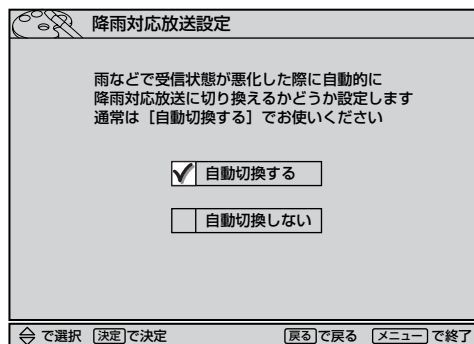 降雨対応放送設定
雨などで受信状態が悪化した際に自動的に
降雨対応放送に切り換えるかどうか設定します
通常は［自動切換する］でお使いください
自動切換する
自動切換しない
で選択 決定で決定 戻るで戻る メニューで終了